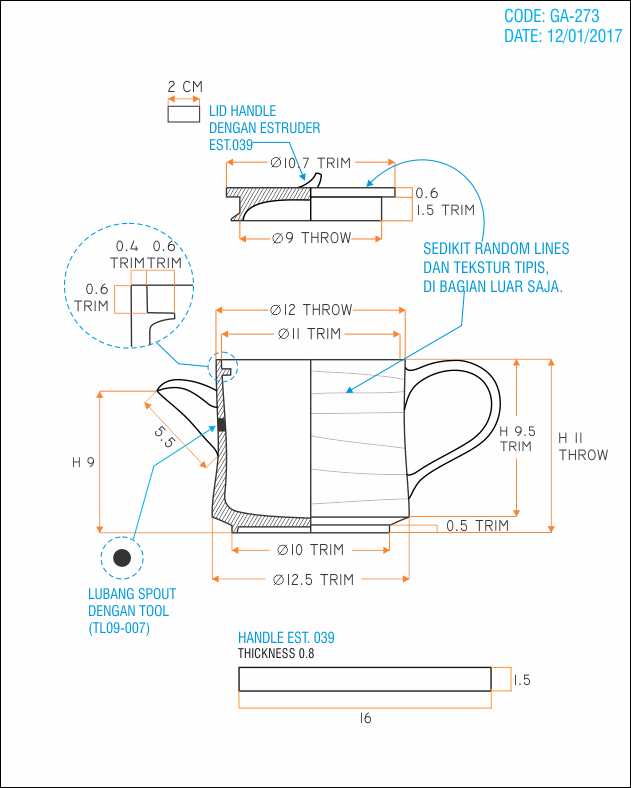 CODE: GA-273
DATE: 12/01/2017
2 CM
LID HANDLE
DENGAN ESTRUDER
EST.039
Ø10.7 TRIM
0.6
1.5 TRIM
Ø9 THROW
SEDIKIT RANDOM LINES
DAN TEKSTUR TIPIS,
DI BAGIAN LUAR SAJA.
0.4 0.6
TRIM TRIM
0.6
TRIM
Ø12 THROW
Ø11 TRIM
5.5
H 9
H 9.5
TRIM
H 11
THROW
0.5 TRIM
Ø10 TRIM
Ø12.5 TRIM
LUBANG SPOUT
DENGAN TOOL
(TL09-007)
HANDLE EST. 039
THICKNESS 0.8
1.5
16